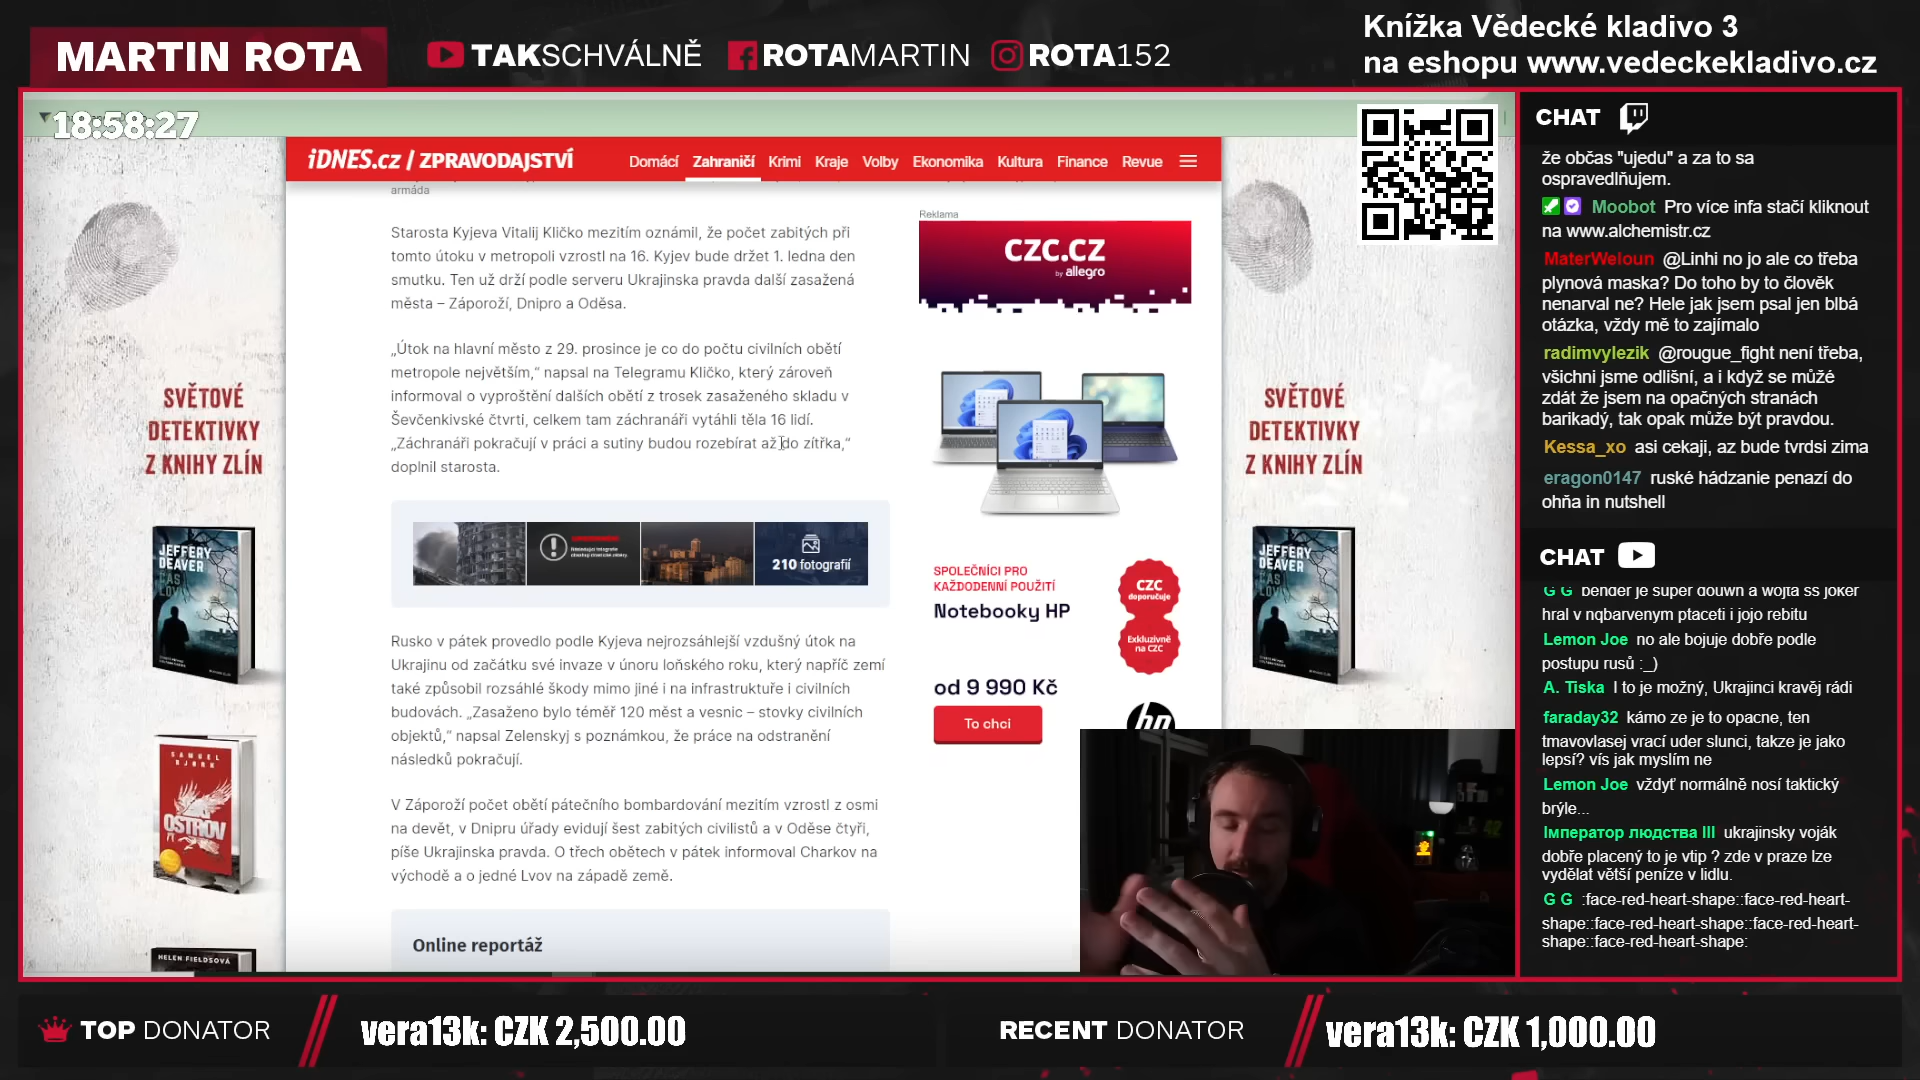 MARTIN ROTA
TAKSCHVÁLNĚ
ROTAMARTIN
ROTA152
Knížka Vědecké kladivo 3
na eshopu www.vedeckekladivo.cz
18:58:27
iDNES.cz / ZPRAVODAJSTVÍ
Domácí Zahraničí Krimi Kraje Volby Ekonomika Kultura Finance Revue
armáda
Starosta Kyjeva Vitalij Kličko mezitím oznámil, že počet zabitých při
tomto útoku v metropoli vzrostl na 16. Kyjev bude držet 1. ledna den
smutku. Ten už drží podle serveru Ukrajinska pravda další zasažená
města – Záporoží, Dnipro a Oděsa.
„Útok na hlavní město z 29. prosince je co do počtu civilních obětí
metropole největším,“ napsal na Telegramu Kličko, který zároveň
informoval o vyproštění dalších obětí z trosek zasaženého skladu v
Ševčenkivské čtvrti, celkem tam záchranáři vytáhli těla 16 lidí.
„Záchranáři pokračují v práci a sutiny budou rozebírat až do zítřka,“
doplnil starosta.
210 fotografií
Rusko v pátek provedlo podle Kyjeva nejrozsáhlejší vzdušný útok na
Ukrajinu od začátku své invaze v únoru loňského roku, který napříč zemí
také způsobil rozsáhlé škody mimo jiné i na infrastruktuře i civilních
budovách. „Zasaženo bylo téměř 120 měst a vesnic – stovky civilních
objektů,“ napsal Zelenskyj s poznámkou, že práce na odstranění
následků pokračují.
V Záporoží počet obětí pátečního bombardování mezitím vzrostl z osmi
na devět, v Dnipru úřady evidují šest zabitých civilistů a v Oděse čtyři,
píše Ukrajinska pravda. O třech obětech v pátek informoval Charkov na
východě a o jedné Lvov na západě země.
Online reportáž
Reklama
CZC.CZ
by allegro
SPOLEČNÍCI PRO
KAŽDODENNÍ POUŽITÍ
Notebooky HP
CZC
doporučuje
Exkluzivně
na CZC
od 9 990 Kč
To chci
hp
SVĚTOVÉ
DETEKTIVKY
Z KNIHY ZLÍN
JEFFERY
DEAVER
ČAS
LOVU
SAMUEL
BJØRK
OSTROV
HELEN FIELDSOVÁ
SVĚTOVÉ
DETEKTIVKY
Z KNIHY ZLÍN
JEFFERY
DEAVER
ČAS
LOVU
CHAT
že občas "ujedu" a za to sa
ospravedlňujem.
Moobot Pro více infa stačí kliknout
na www.alchemistr.cz
MaterWeloun @Linhi no jo ale co třeba
plynová maska? Do toho by to člověk
nenarval ne? Hele jak jsem psal jen blbá
otázka, vždy mě to zajímalo
radimvylezik @rougue_fight není třeba,
všichni jsme odlišní, a i když se můžé
zdát že jsem na opačných stranách
barikadý, tak opak může být pravdou.
Kessa_xo asi cekaji, az bude tvrdsi zima
eragon0147 ruské hádzanie penazí do
ohňa in nutshell
CHAT
G G bender je super douwn a wojta ss joker
hral v nqbarvenym ptaceti i jojo rebitu
Lemon Joe no ale bojuje dobře podle
postupu rusů :_)
A. Tiska I to je možný, Ukrajinci kravěj rádi
faraday32 kámo ze je to opacne, ten
tmavovlasej vrací uder slunci, takze je jako
lepsí? vís jak myslím ne
Lemon Joe vždyť normálně nosí taktický
brýle...
Імператор людства III ukrajinsky voják
dobře placený to je vtip ? zde v praze lze
vydělat větší peníze v lidlu.
G G :face-red-heart-shape::face-red-heart-
shape::face-red-heart-shape::face-red-heart-
shape::face-red-heart-shape:
TOP DONATOR
vera13k: CZK 2,500.00
RECENT DONATOR
vera13k: CZK 1,000.00